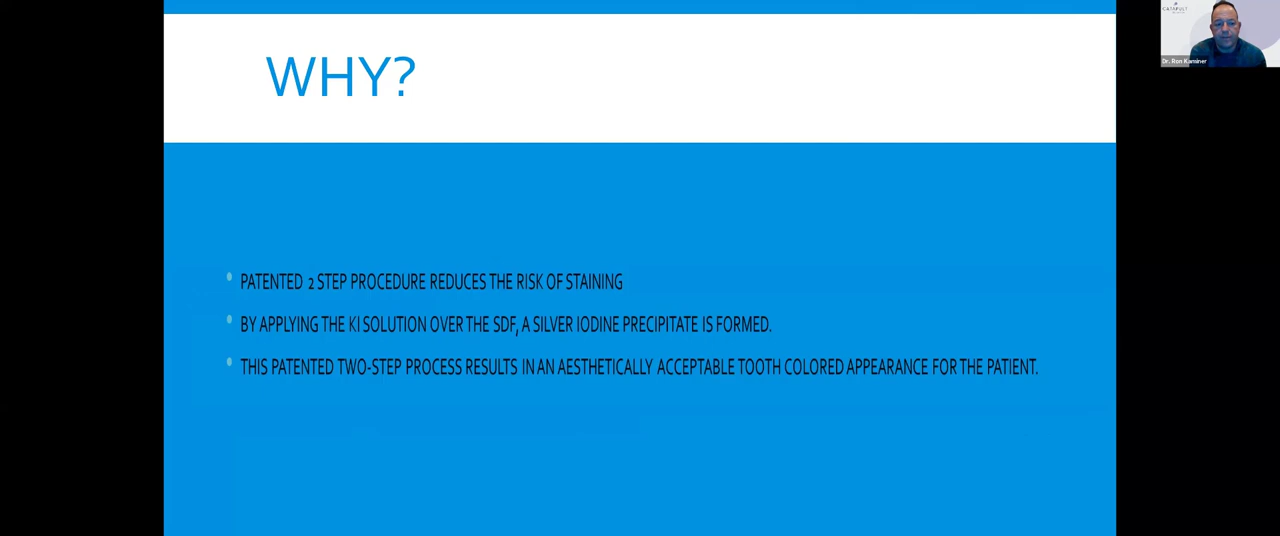 WHY?
CATAPULT
Dr. Ron Kaminer
PATENTED 2 STEP PROCEDURE REDUCES THE RISK OF STAINING
BY APPLYING THE KI SOLUTION OVER THE SDF, A SILVER IODINE PRECIPITATE IS FORMED.
THIS PATENTED TWO-STEP PROCESS RESULTS IN AN AESTHETICALLY ACCEPTABLE TOOTH COLORED APPEARANCE FOR THE PATIENT.